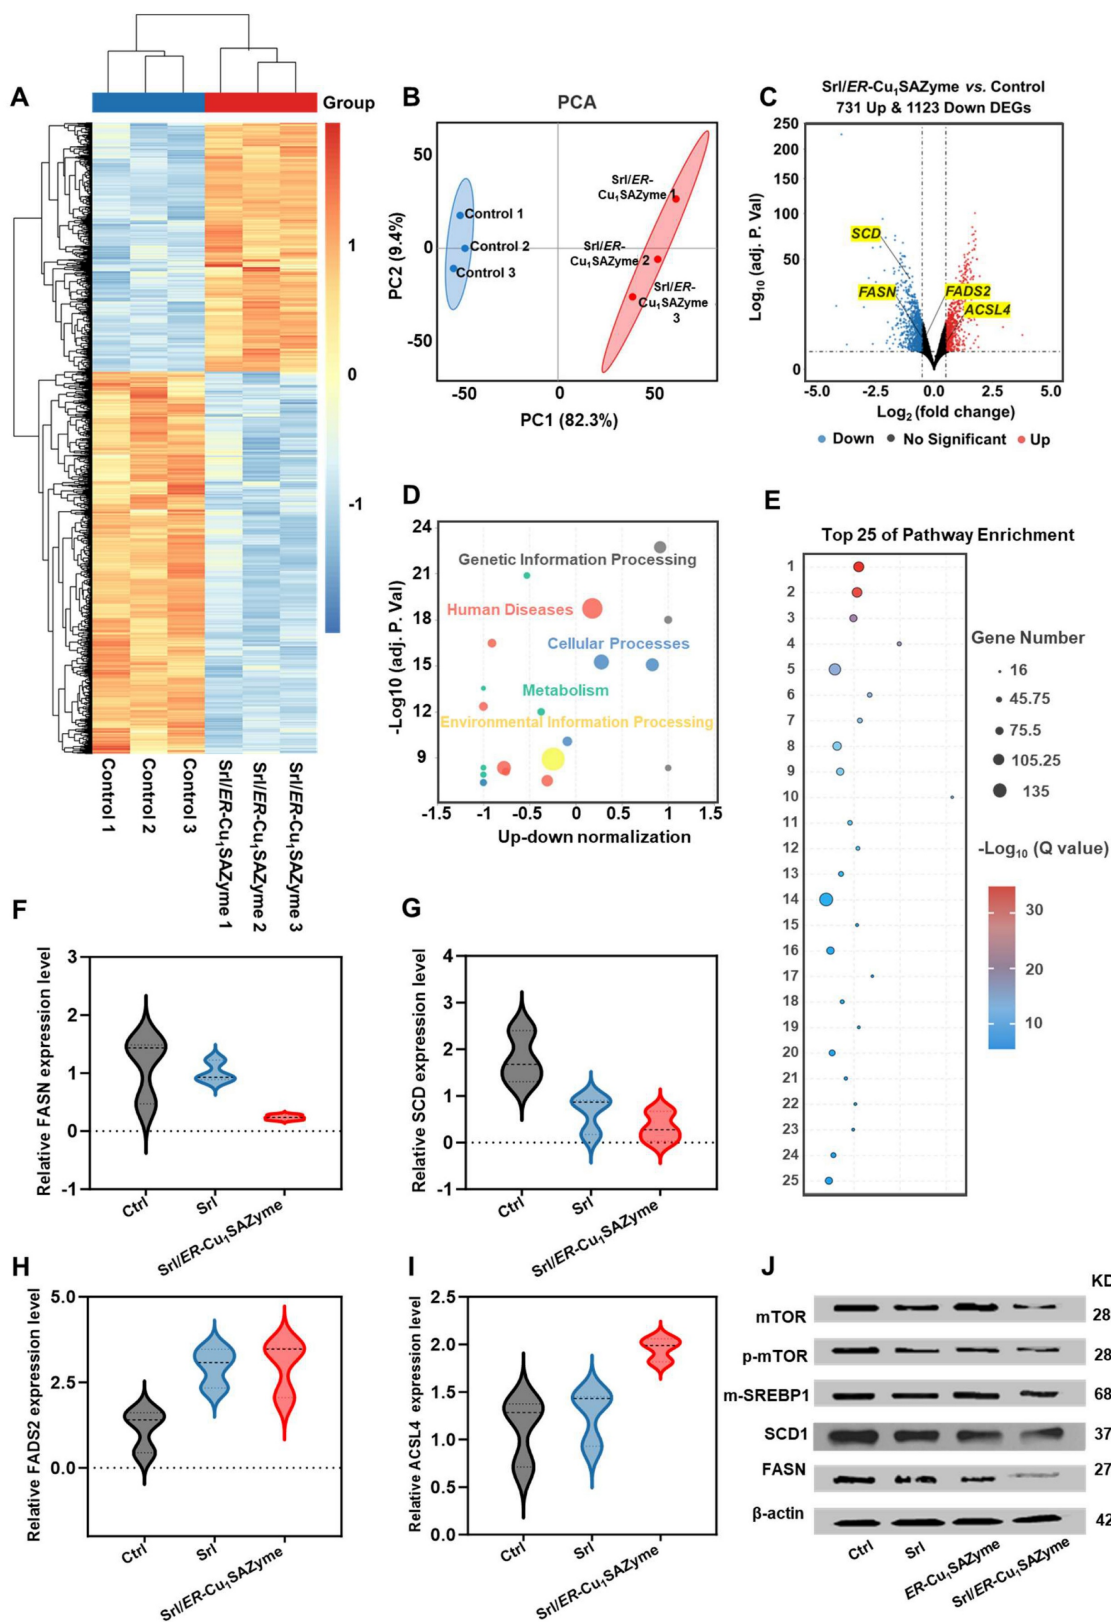 A
Group
1
0
-1
Control 1
Control 2
Control 3
Srl/ER-Cu₁SAZyme 1
Srl/ER-Cu₁SAZyme 2
Srl/ER-Cu₁SAZyme 3
B
PCA
PC2 (9.4%)
50
0
-50
Control 1
Control 2
Control 3
Srl/ER-
Cu₁SAZyme 1
Srl/ER-
Cu₁SAZyme 2
Srl/ER-
Cu₁SAZyme
3
-50
0
50
PC1 (82.3%)
C
Srl/ER-Cu₁SAZyme vs. Control
731 Up & 1123 Down DEGs
Log₁₀ (adj. P. Val)
250
200
100
50
0
SCD
FASN
FADS2
ACSL4
-5.0
-2.5
0.0
2.5
5.0
Log₂ (fold change)
Down
No Significant
Up
D
-Log10 (adj. P. Val)
24
21
18
15
12
9
Genetic Information Processing
Human Diseases
Cellular Processes
Metabolism
Environmental Information Processing
-1.5
-1
-0.5
0
0.5
1
1.5
Up-down normalization
E
Top 25 of Pathway Enrichment
1
2
3
4
5
6
7
8
9
10
11
12
13
14
15
16
17
18
19
20
21
22
23
24
25
Gene Number
16
45.75
75.5
105.25
135
-Log₁₀ (Q value)
30
20
10
F
Relative FASN expression level
3
2
1
0
-1
Ctrl
Srl
Srl/ER-Cu₁SAZyme
G
Relative SCD expression level
4
3
2
1
0
-1
Ctrl
Srl
Srl/ER-Cu₁SAZyme
H
Relative FADS2 expression level
5.0
2.5
0.0
Ctrl
Srl
Srl/ER-Cu₁SAZyme
I
Relative ACSL4 expression level
2.5
2.0
1.5
1.0
0.5
0.0
Ctrl
Srl
Srl/ER-Cu₁SAZyme
J
KD
mTOR
28
p-mTOR
28
m-SREBP1
68
SCD1
37
FASN
27
β-actin
42
Ctrl
Srl
ER-Cu₁SAZyme
Srl/ER-Cu₁SAZyme